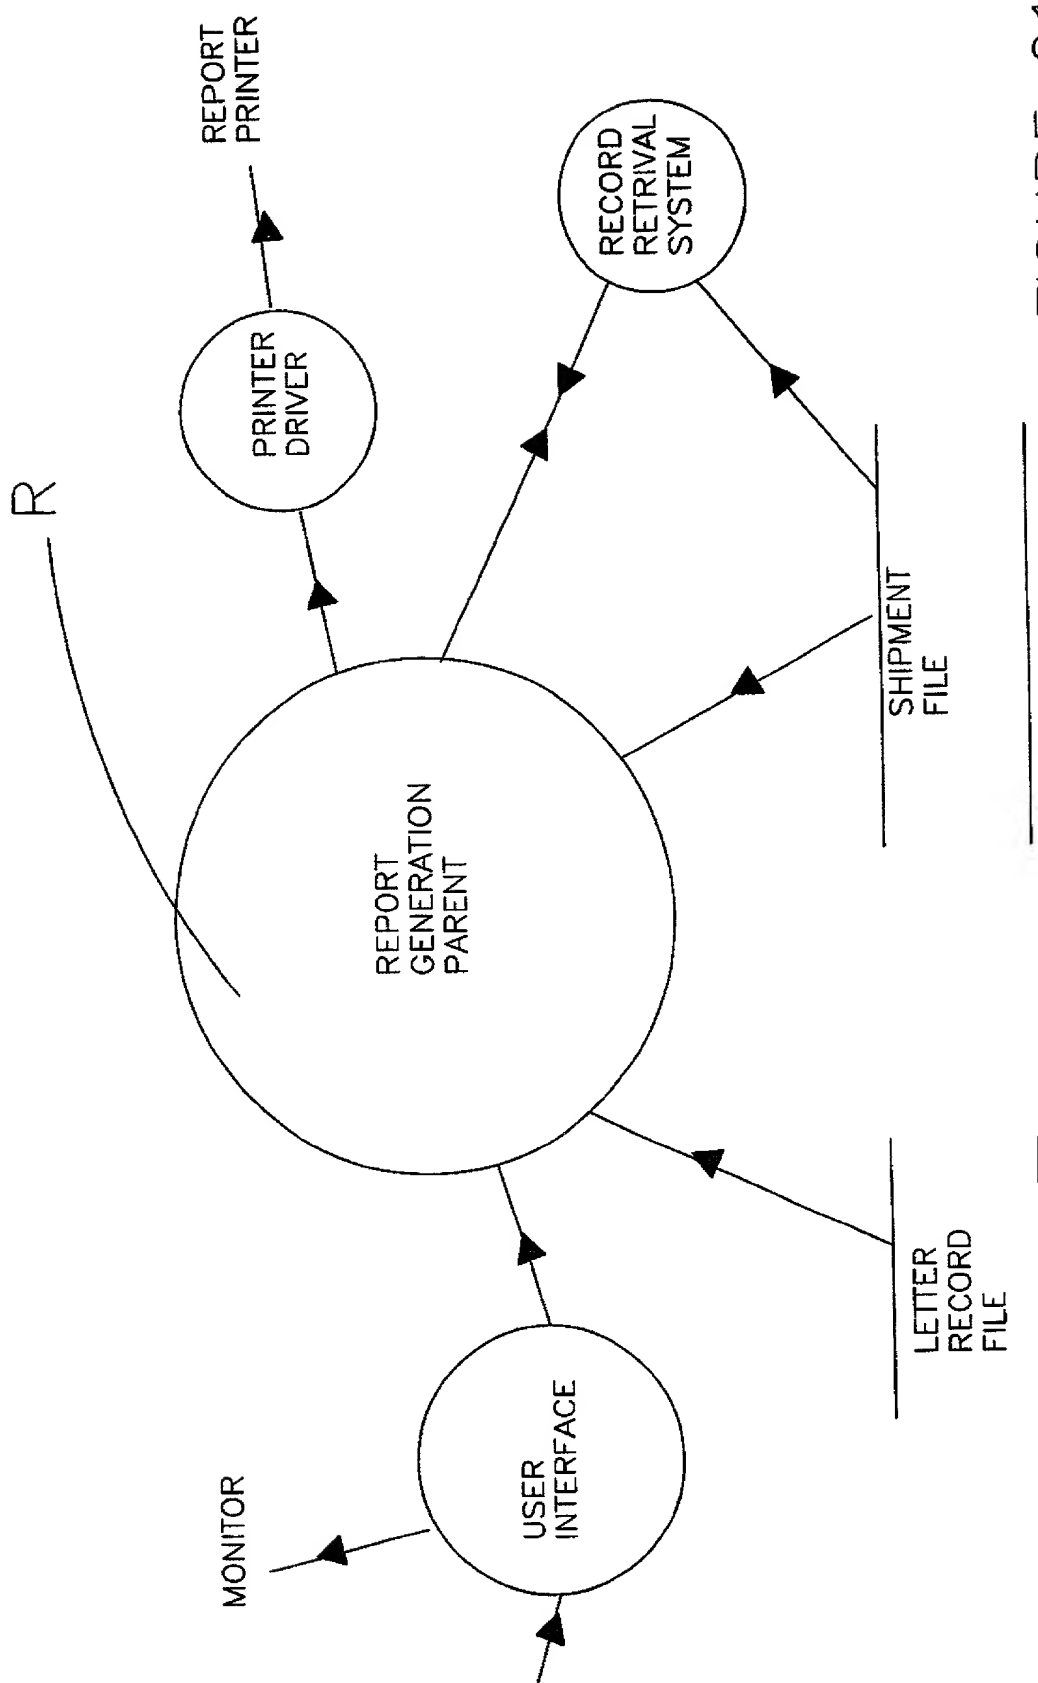 R
REPORT
PRINTER
PRINTER
DRIVER
RECORD
RETRIVAL
SYSTEM
REPORT
GENERATION
PARENT
SHIPMENT
FILE
MONITOR
USER
INTERFACE
LETTER
RECORD
FILE